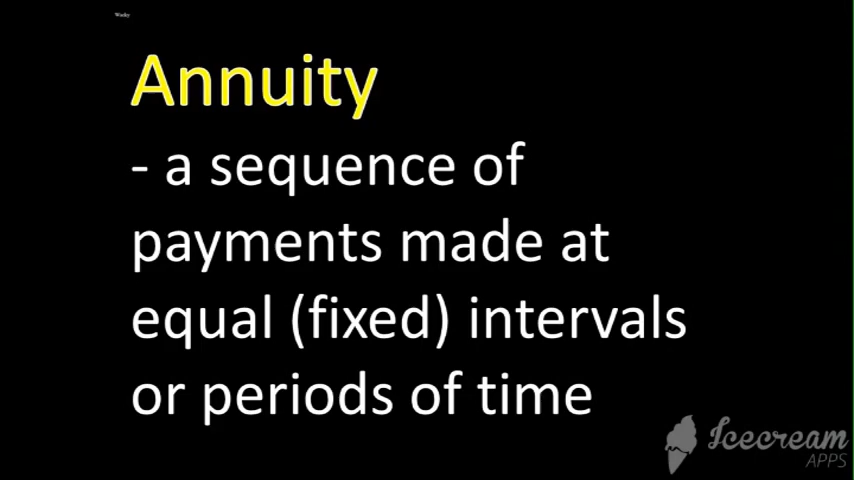 Annuity
- a sequence of
payments made at
equal (fixed) intervals
or periods of time
Icecream
APPS